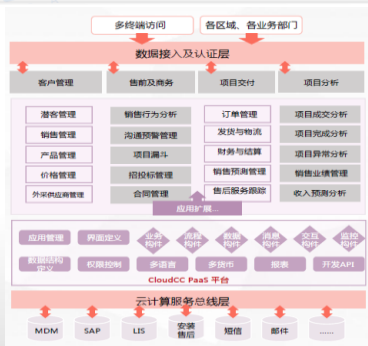 多终端访问 各区域、各业务部门
数据接入及认证层
客户管理 售前及商务 项目交付 项目分析
潜客管理 销售行为分析 订单管理 项目成交分析
销售管理 沟通预警管理 发货与物流 项目完成分析
产品管理 项目漏斗 财务与结算 项目异常分析
价格管理 招投标管理 销售预测管理 销售业绩管理
外采供应商管理 合同管理 售后服务跟踪 收入预测分析
应用扩展...
应用管理 界面定义 业务构件 流程构件 数据构件 消息构件 交互构件 监控构件
数据结构定义 权限控制 多语言 多货币 报表 开发API
CloudCC PaaS 平台
云计算服务总线层
MDM SAP LIS 安装售后 短信 邮件 ......